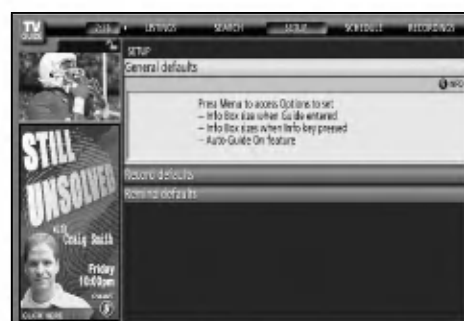 TV
GUIDE
LISTINGS SEARCH SETUP SCHEDULE RECORDINGS
SETUP
General defaults
INFO
Press Menu to access Options to set
– Info Box size when Guide entered
– Info Box sizes when Info key pressed
– Auto-Guide On feature
Record defaults
Remind defaults
STILL
UNSOLVED
with
Craig Smith
Friday
10:00pm
CLICK HERE